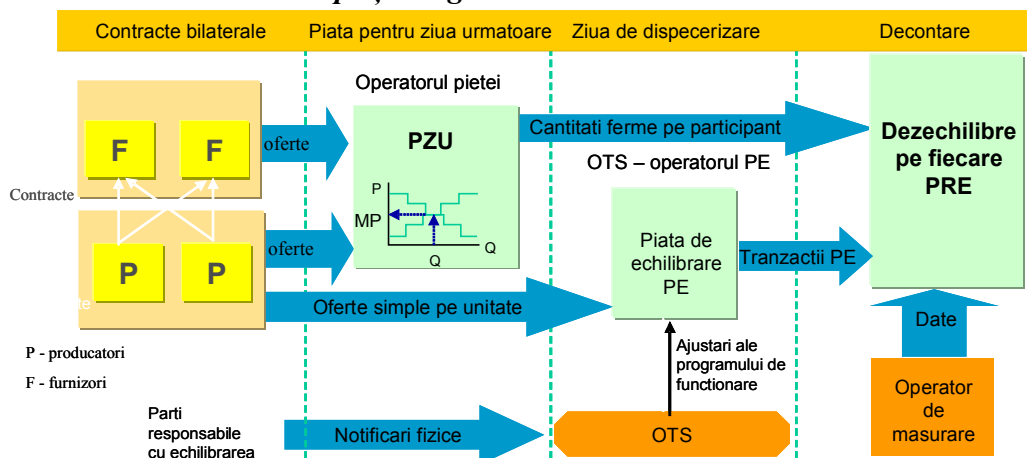 Contracte bilaterale
Piata pentru ziua urmatoare
Ziua de dispecerizare
Decontare
Operatorul pietei
F
F
oferte
PZU
P
MP
Q
Q
Cantitati ferme pe participant
Dezechilibre
pe fiecare
PRE
OTS – operatorul PE
Contracte
P
P
oferte
Piata de
echilibrare
PE
Tranzactii PE
Oferte simple pe unitate
Date
P - producatori
F - furnizori
Ajustari ale
programului de
functionare
Operator
de
masurare
Parti
responsabile
cu echilibrarea
Notificari fizice
OTS